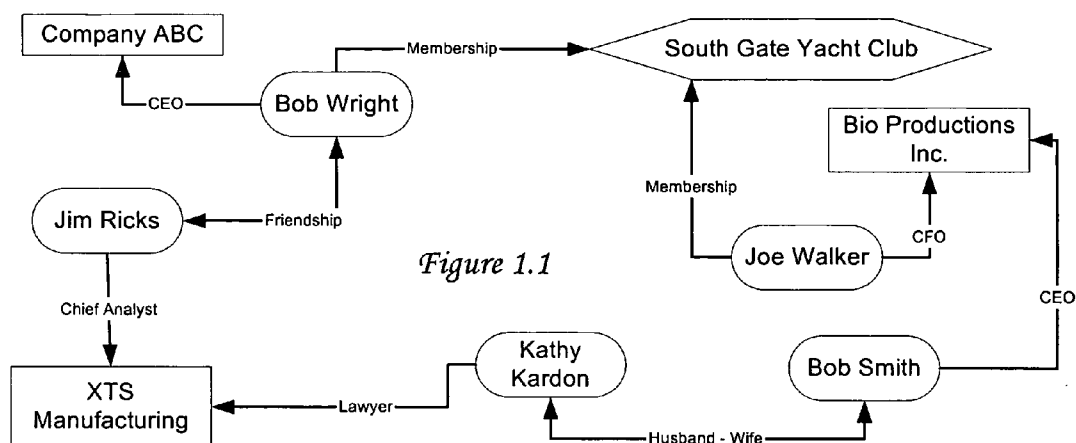 Company ABC
Membership
South Gate Yacht Club
CEO
Bob Wright
Bio Productions
Inc.
Membership
Jim Ricks
Friendship
Joe Walker
CFO
Figure 1.1
CEO
Chief Analyst
Kathy
Kardon
Bob Smith
XTS
Manufacturing
Lawyer
Husband - Wife